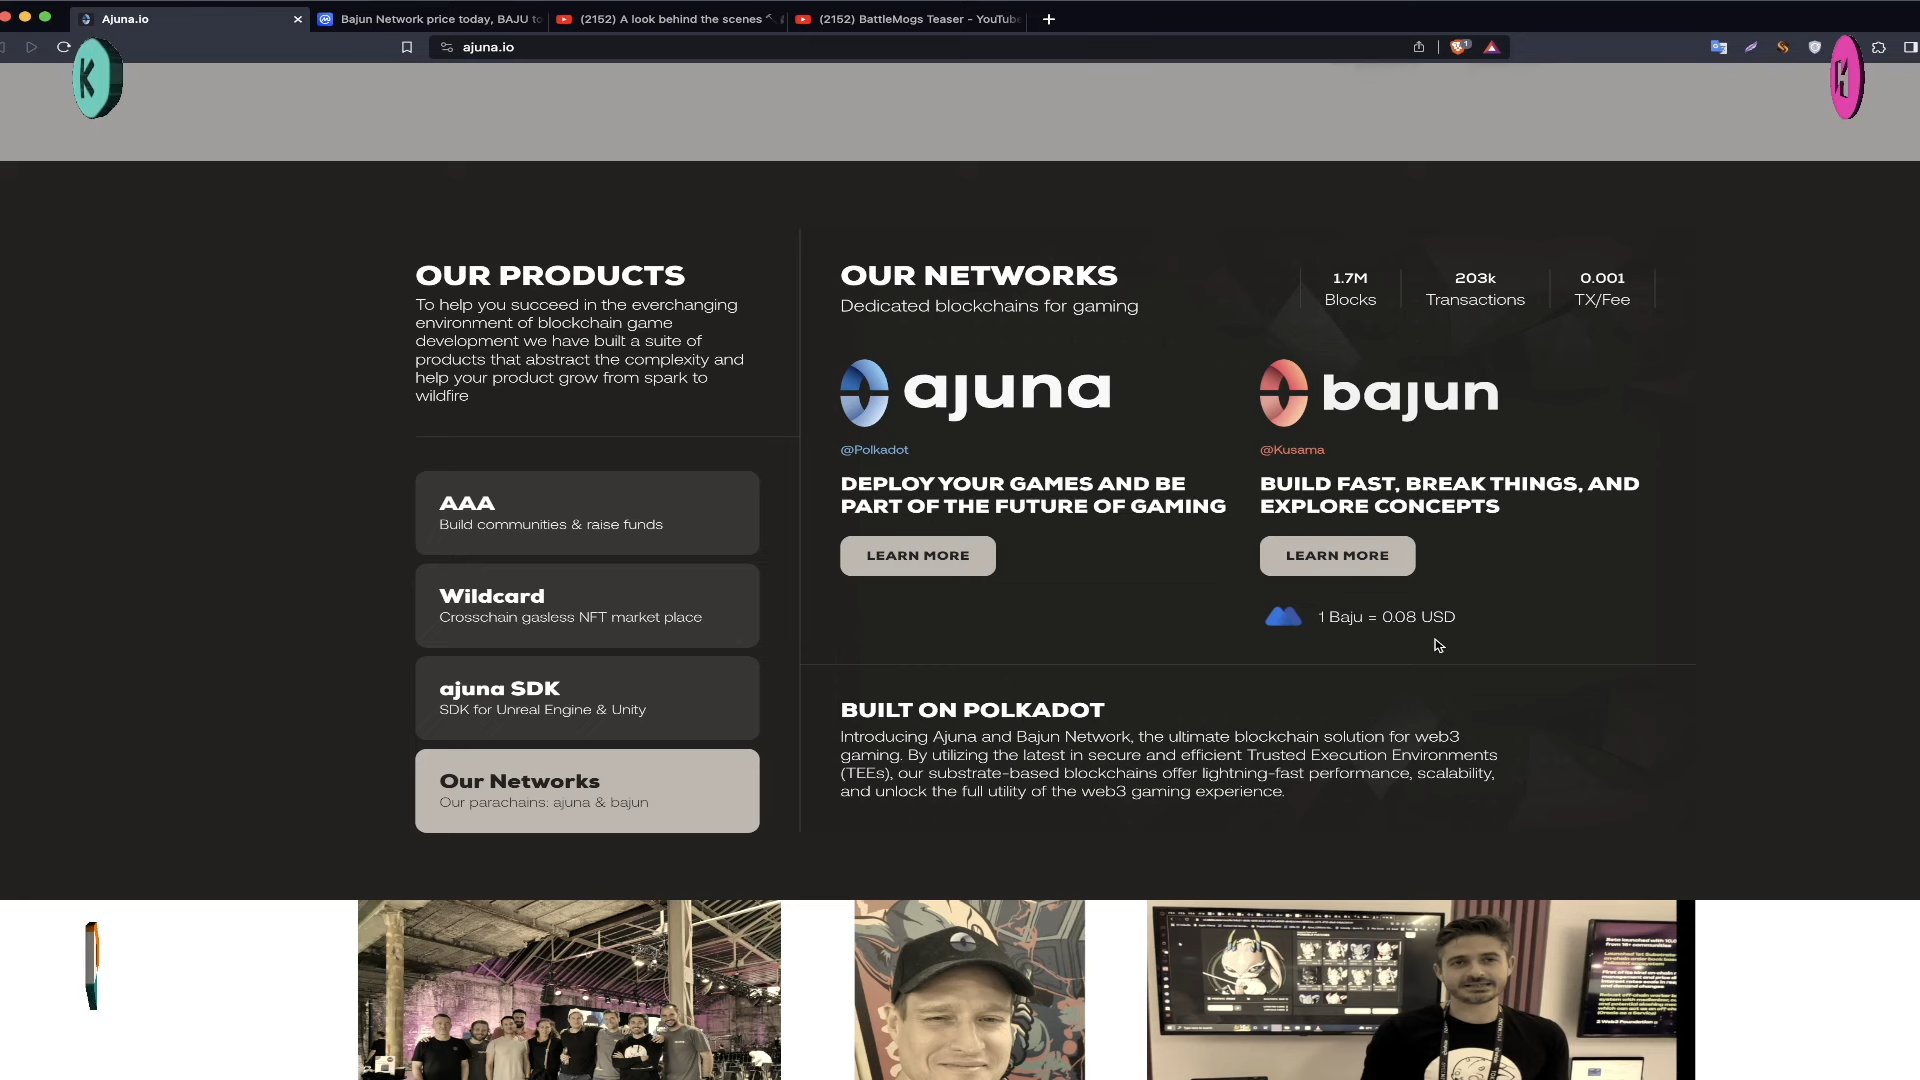 Ajuna.io
Bajun Network price today, BAJU to
(2152) A look behind the scenes
(2152) BattleMogs Teaser - YouTube
ajuna.io
1
K
OUR PRODUCTS
To help you succeed in the everchanging
environment of blockchain game
development we have built a suite of
products that abstract the complexity and
help your product grow from spark to
wildfire
AAA
Build communities & raise funds
Wildcard
Crosschain gasless NFT market place
ajuna SDK
SDK for Unreal Engine & Unity
Our Networks
Our parachains: ajuna & bajun
OUR NETWORKS
Dedicated blockchains for gaming
1.7M
Blocks
203k
Transactions
0.001
TX/Fee
ajuna
@Polkadot
DEPLOY YOUR GAMES AND BE
PART OF THE FUTURE OF GAMING
LEARN MORE
bajun
@Kusama
BUILD FAST, BREAK THINGS, AND
EXPLORE CONCEPTS
LEARN MORE
1 Baju = 0.08 USD
BUILT ON POLKADOT
Introducing Ajuna and Bajun Network, the ultimate blockchain solution for web3
gaming. By utilizing the latest in secure and efficient Trusted Execution Environments
(TEEs), our substrate-based blockchains offer lightning-fast performance, scalability,
and unlock the full utility of the web3 gaming experience.